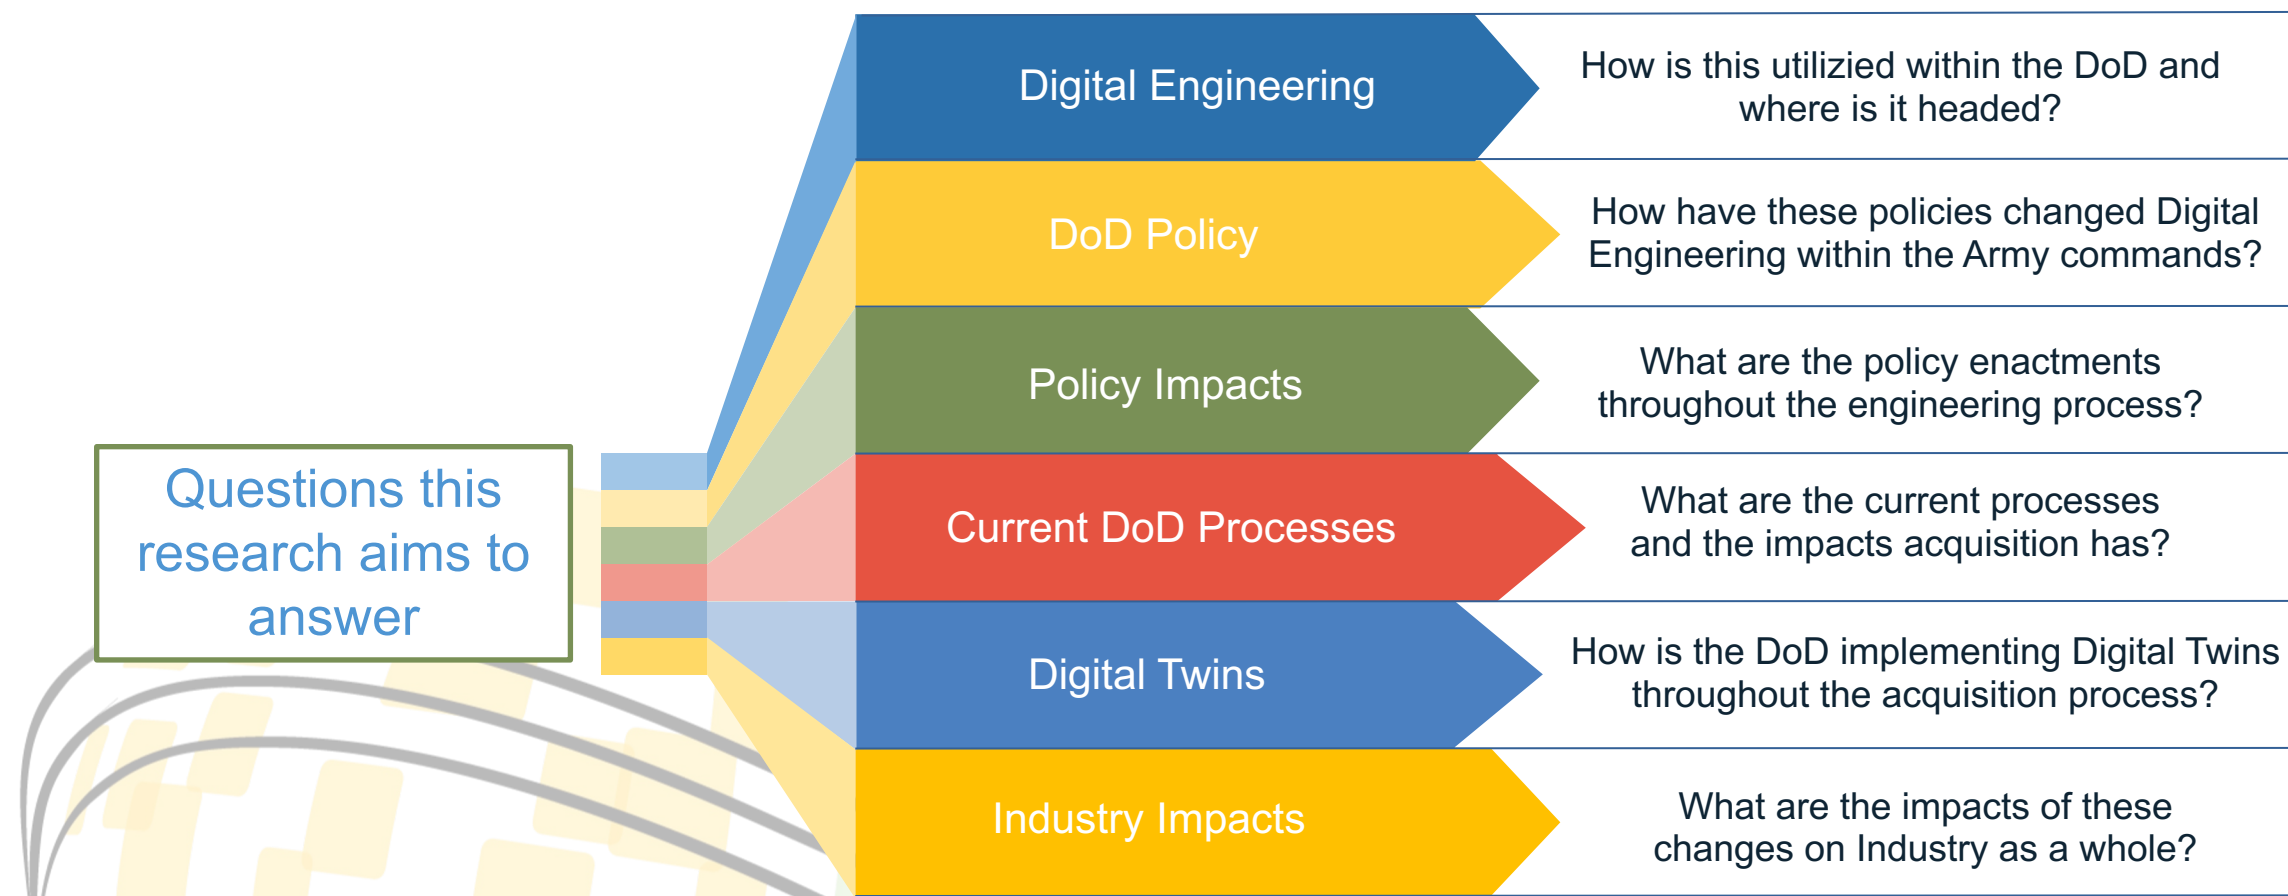 Questions this
research aims to
answer
Digital Engineering
How is this utilizied within the DoD and
where is it headed?
DoD Policy
How have these policies changed Digital
Engineering within the Army commands?
Policy Impacts
What are the policy enactments
throughout the engineering process?
Current DoD Processes
What are the current processes
and the impacts acquisition has?
Digital Twins
How is the DoD implementing Digital Twins
throughout the acquisition process?
Industry Impacts
What are the impacts of these
changes on Industry as a whole?